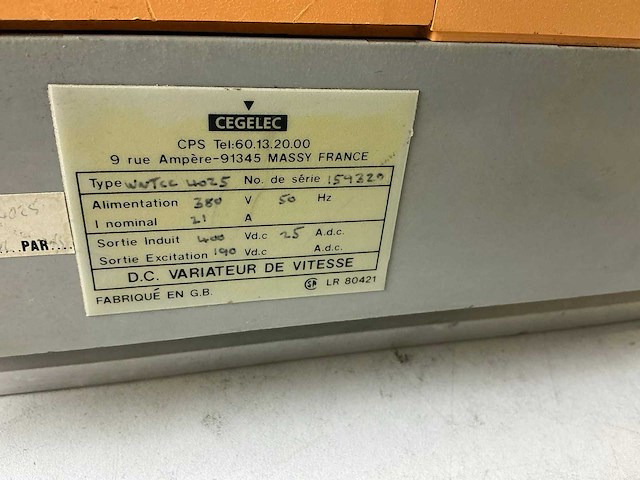 CEGELEC
CPS Tel:60.13.20.00
9 rue Ampère-91345 MASSY FRANCE
Type WNTCC 4025 No. de série 154320
Alimentation 380 V 50 Hz
I nominal 21 A
Sortie Induit 400 Vd.c 25 A.d.c.
Sortie Excitation 190 Vd.c A.d.c.
D.C. VARIATEUR DE VITESSE
FABRIQUÉ EN G.B. LR 80421
4025
PAR